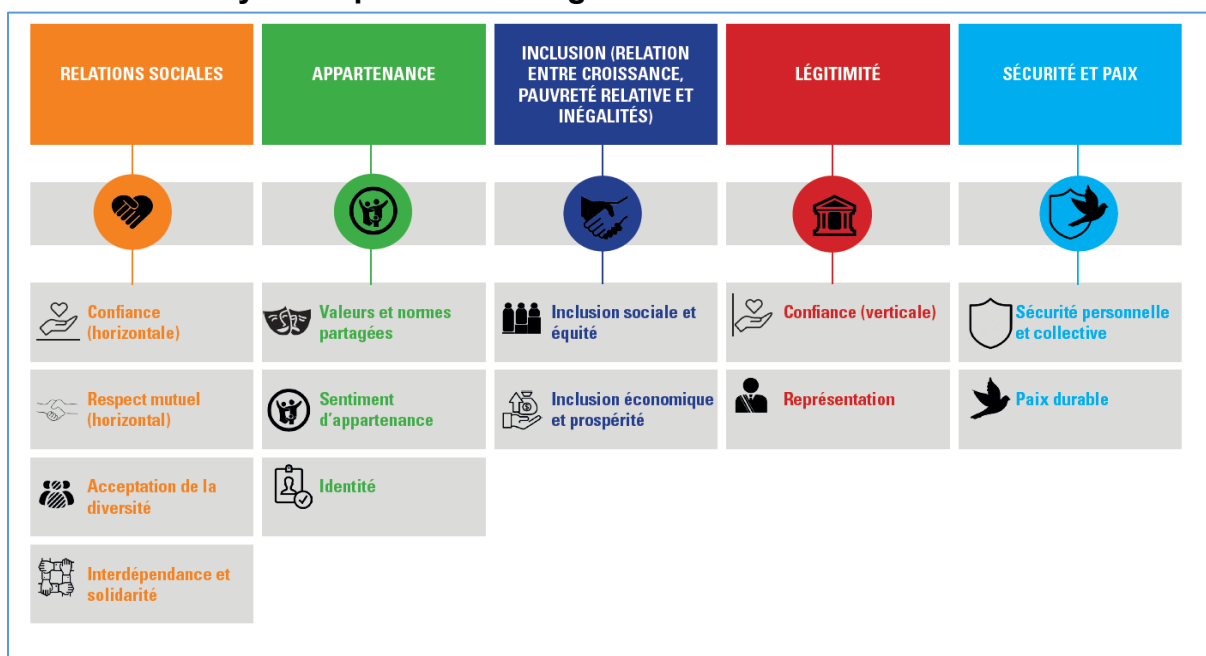 RELATIONS SOCIALES
APPARTENANCE
INCLUSION (RELATION
ENTRE CROISSANCE,
PAUVRETÉ RELATIVE ET
INÉGALITÉS)
LÉGITIMITÉ
SÉCURITÉ ET PAIX
Confiance
(horizontale)
Respect mutuel
(horizontal)
Acceptation de la
diversité
Interdépendance et
solidarité
Valeurs et normes
partagées
Sentiment
d'appartenance
Identité
Inclusion sociale et
équité
Inclusion économique
et prospérité
Confiance (verticale)
Représentation
Sécurité personnelle
et collective
Paix durable